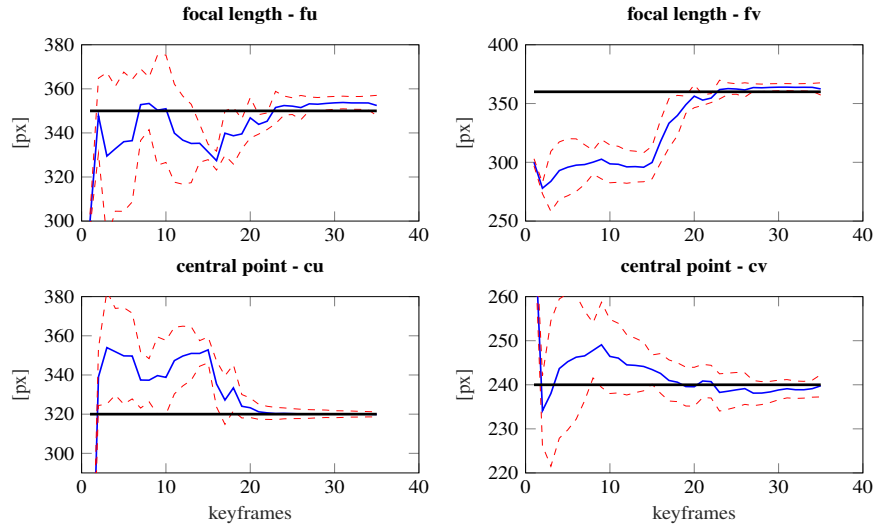 focal length - fu
380
360
340
320
300
[px]
0 10 20 30 40
focal length - fv
400
350
300
250
[px]
0 10 20 30 40
central point - cu
380
360
340
320
300
[px]
0 10 20 30 40
keyframes
central point - cv
260
250
240
230
220
[px]
0 10 20 30 40
keyframes